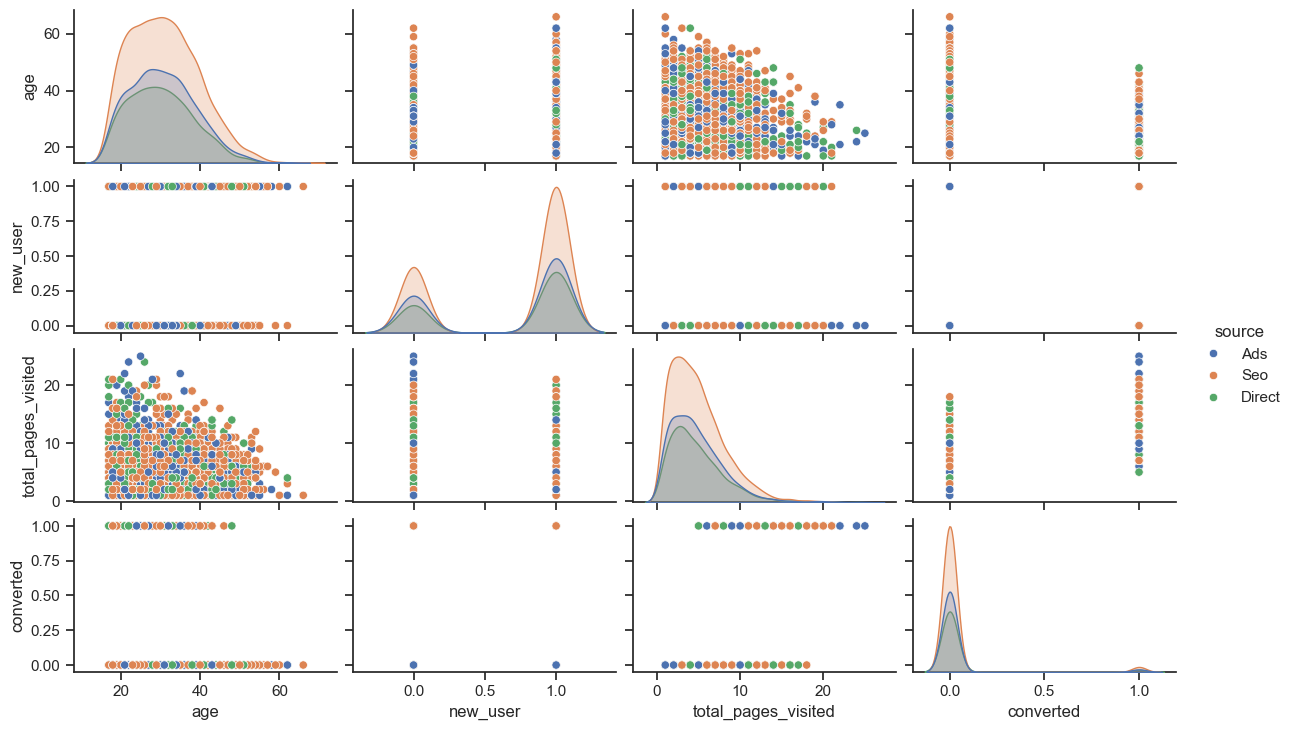 60
40
20
age
1.00
0.75
0.50
0.25
0.00
new_user
20
10
0
total_pages_visited
1.00
0.75
0.50
0.25
0.00
converted
20 40 60
age
0.0 0.5 1.0
new_user
0 10 20
total_pages_visited
0.0 0.5 1.0
converted
source
Ads
Seo
Direct